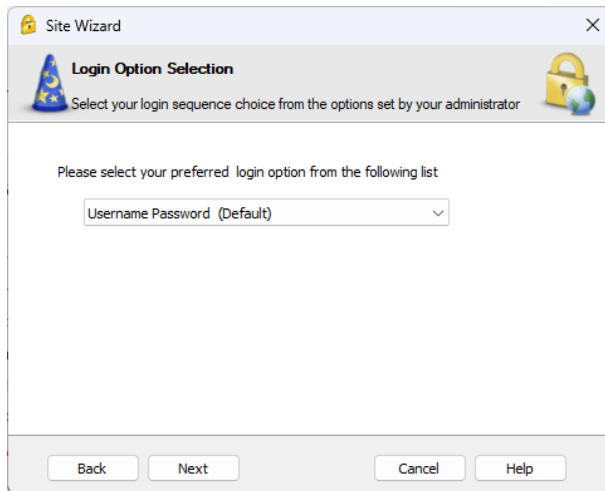 Site Wizard
Login Option Selection
Select your login sequence choice from the options set by your administrator
Please select your preferred login option from the following list
Username Password (Default)
Back Next Cancel Help